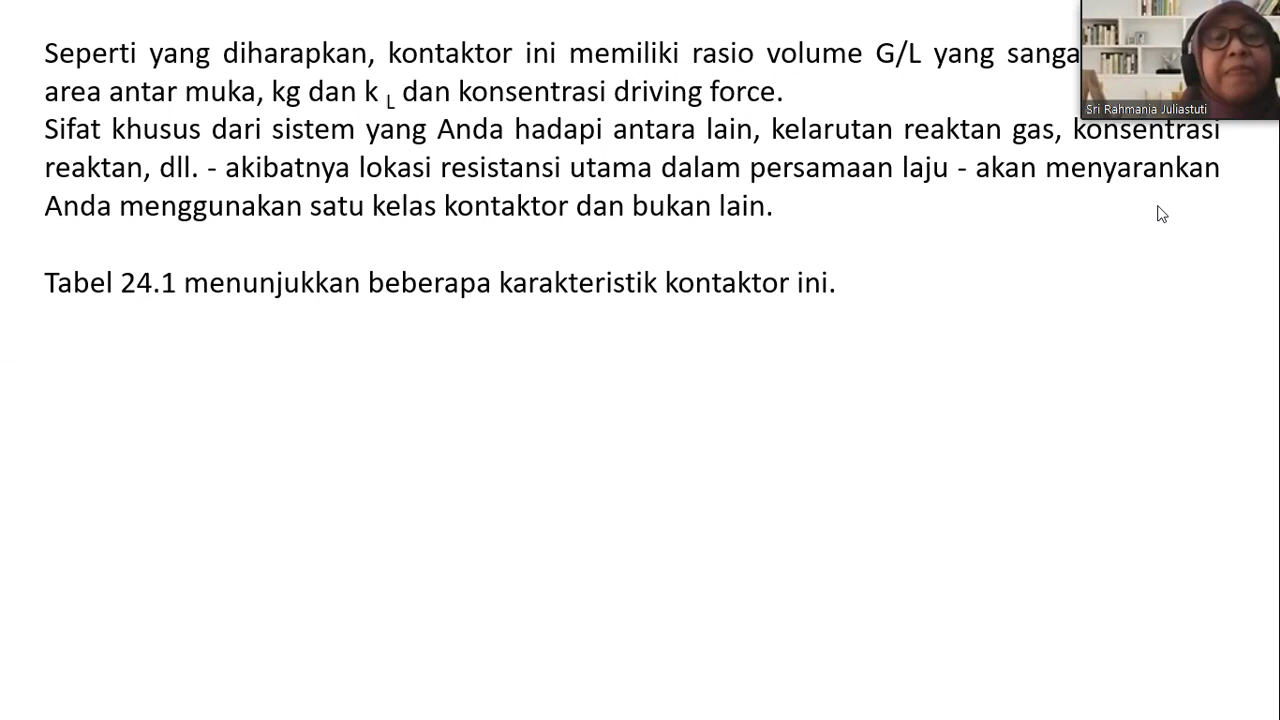 Seperti yang diharapkan, kontaktor ini memiliki rasio volume G/L yang
area antar muka, kg dan k L dan konsentrasi driving force.
Sri Rahmania Juliastuti
Sifat khusus dari sistem yang Anda hadapi antara lain, kelarutan reaktan gas, konsentrasi
reaktan, dll. - akibatnya lokasi resistansi utama dalam persamaan laju - akan menyarankan
Anda menggunakan satu kelas kontaktor dan bukan lain.
Tabel 24.1 menunjukkan beberapa karakteristik kontaktor ini.